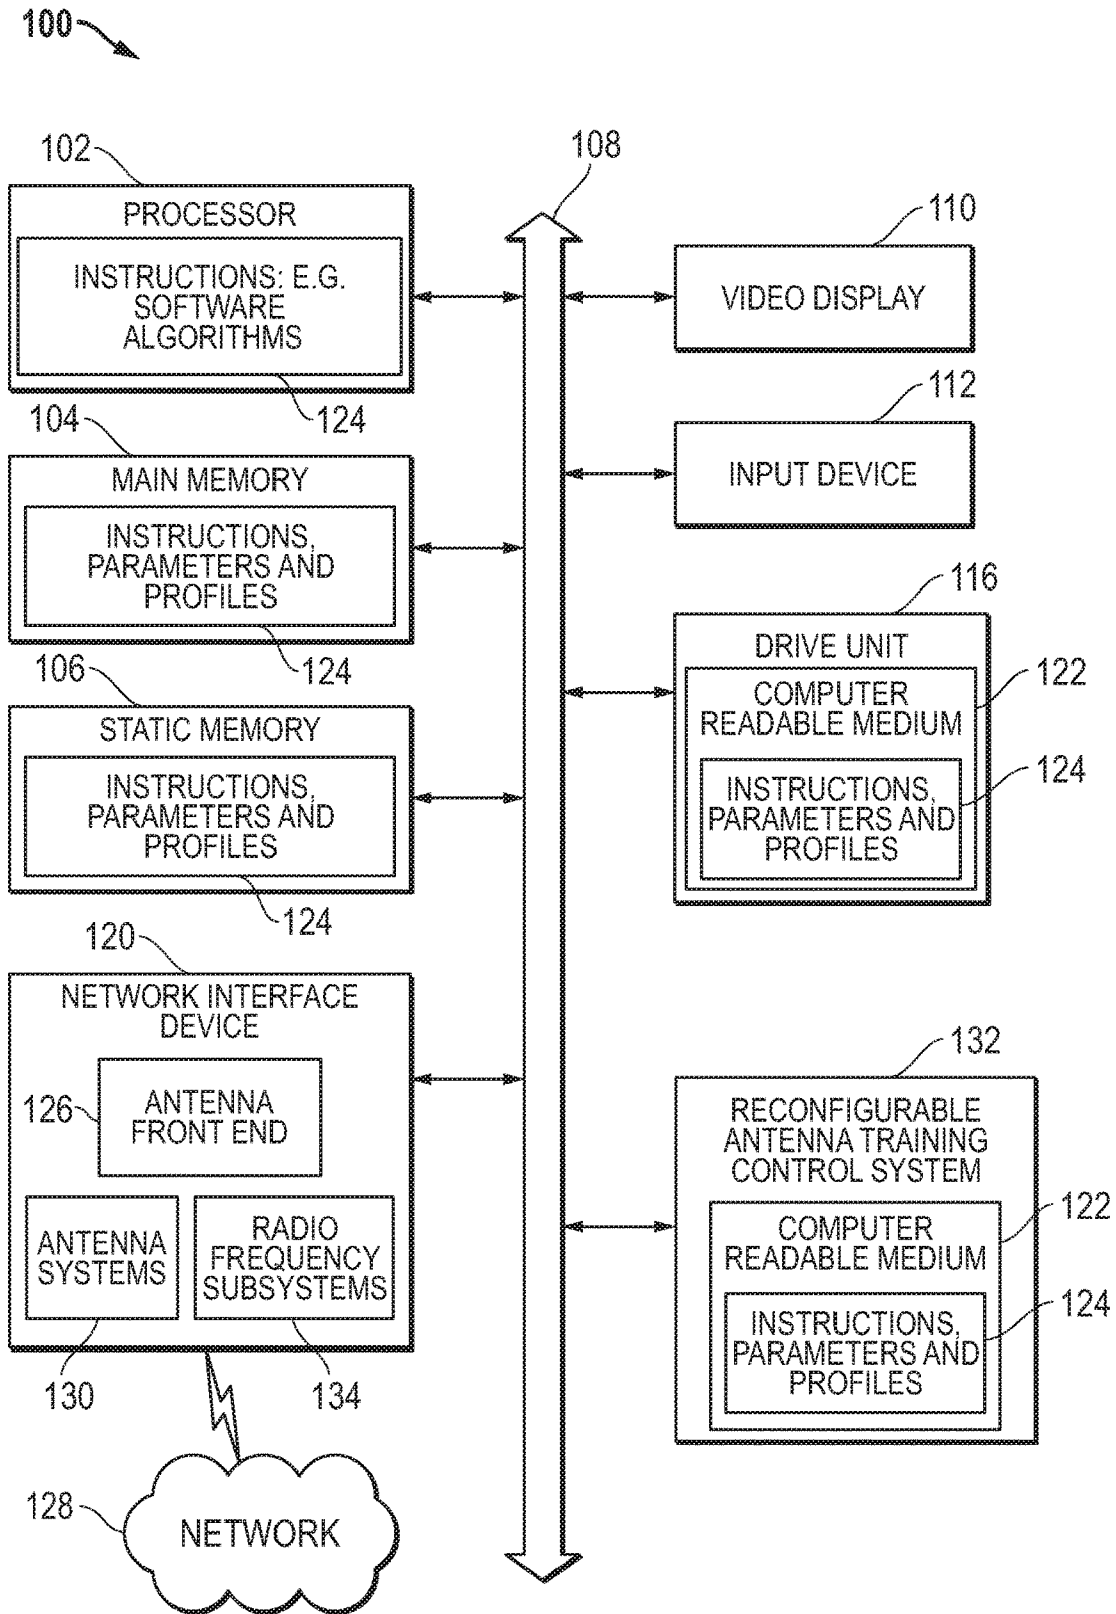 100
102
PROCESSOR
INSTRUCTIONS: E.G.
SOFTWARE
ALGORITHMS
124
104
MAIN MEMORY
INSTRUCTIONS,
PARAMETERS AND
PROFILES
124
106
STATIC MEMORY
INSTRUCTIONS,
PARAMETERS AND
PROFILES
124
120
NETWORK INTERFACE
DEVICE
126
ANTENNA
FRONT END
ANTENNA
SYSTEMS
RADIO
FREQUENCY
SUBSYSTEMS
130
134
128
NETWORK
108
110
VIDEO DISPLAY
112
INPUT DEVICE
116
DRIVE UNIT
122
COMPUTER
READABLE MEDIUM
124
INSTRUCTIONS,
PARAMETERS AND
PROFILES
132
RECONFIGURABLE
ANTENNA TRAINING
CONTROL SYSTEM
122
COMPUTER
READABLE MEDIUM
124
INSTRUCTIONS,
PARAMETERS AND
PROFILES